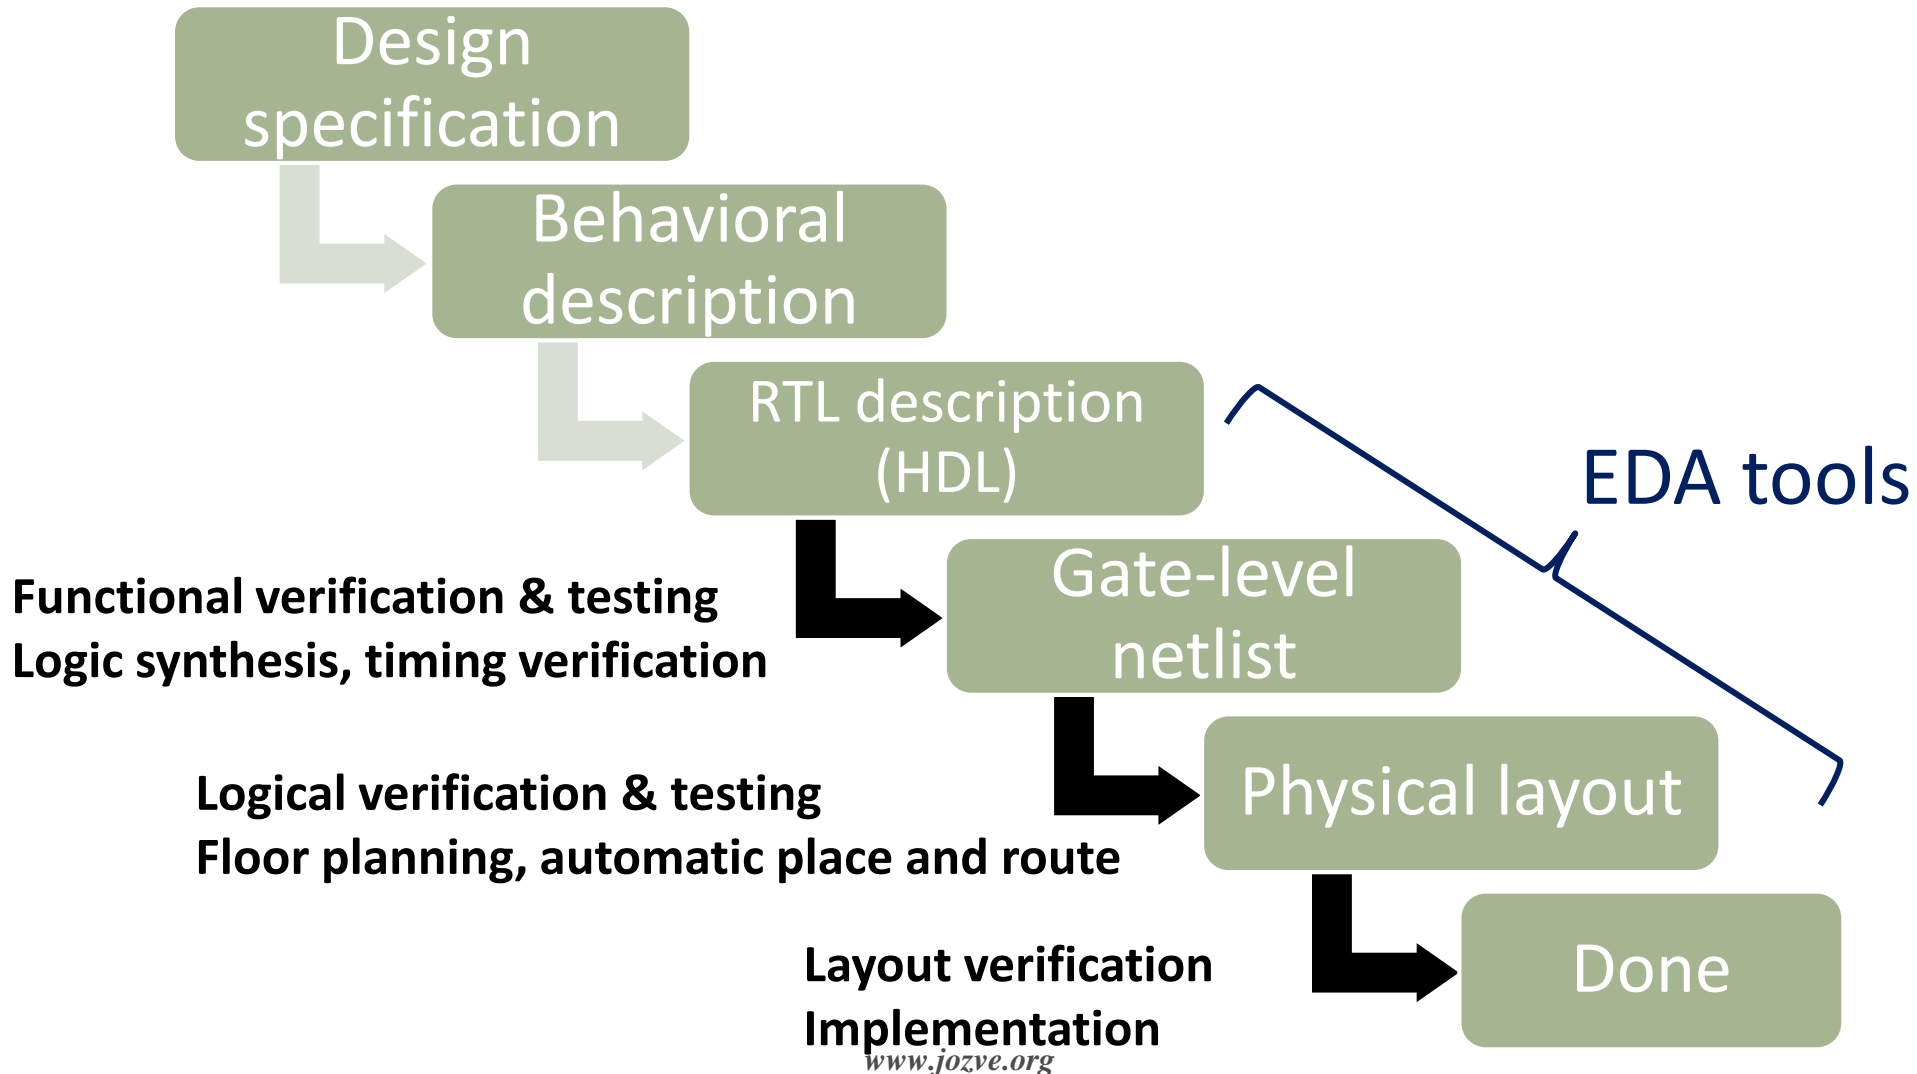 Design
specification
Behavioral
description
RTL description
(HDL)
EDA tools
Gate-level
netlist
Functional verification & testing
Logic synthesis, timing verification
Physical layout
Logical verification & testing
Floor planning, automatic place and route
Done
Layout verification
Implementation
www.jozve.org